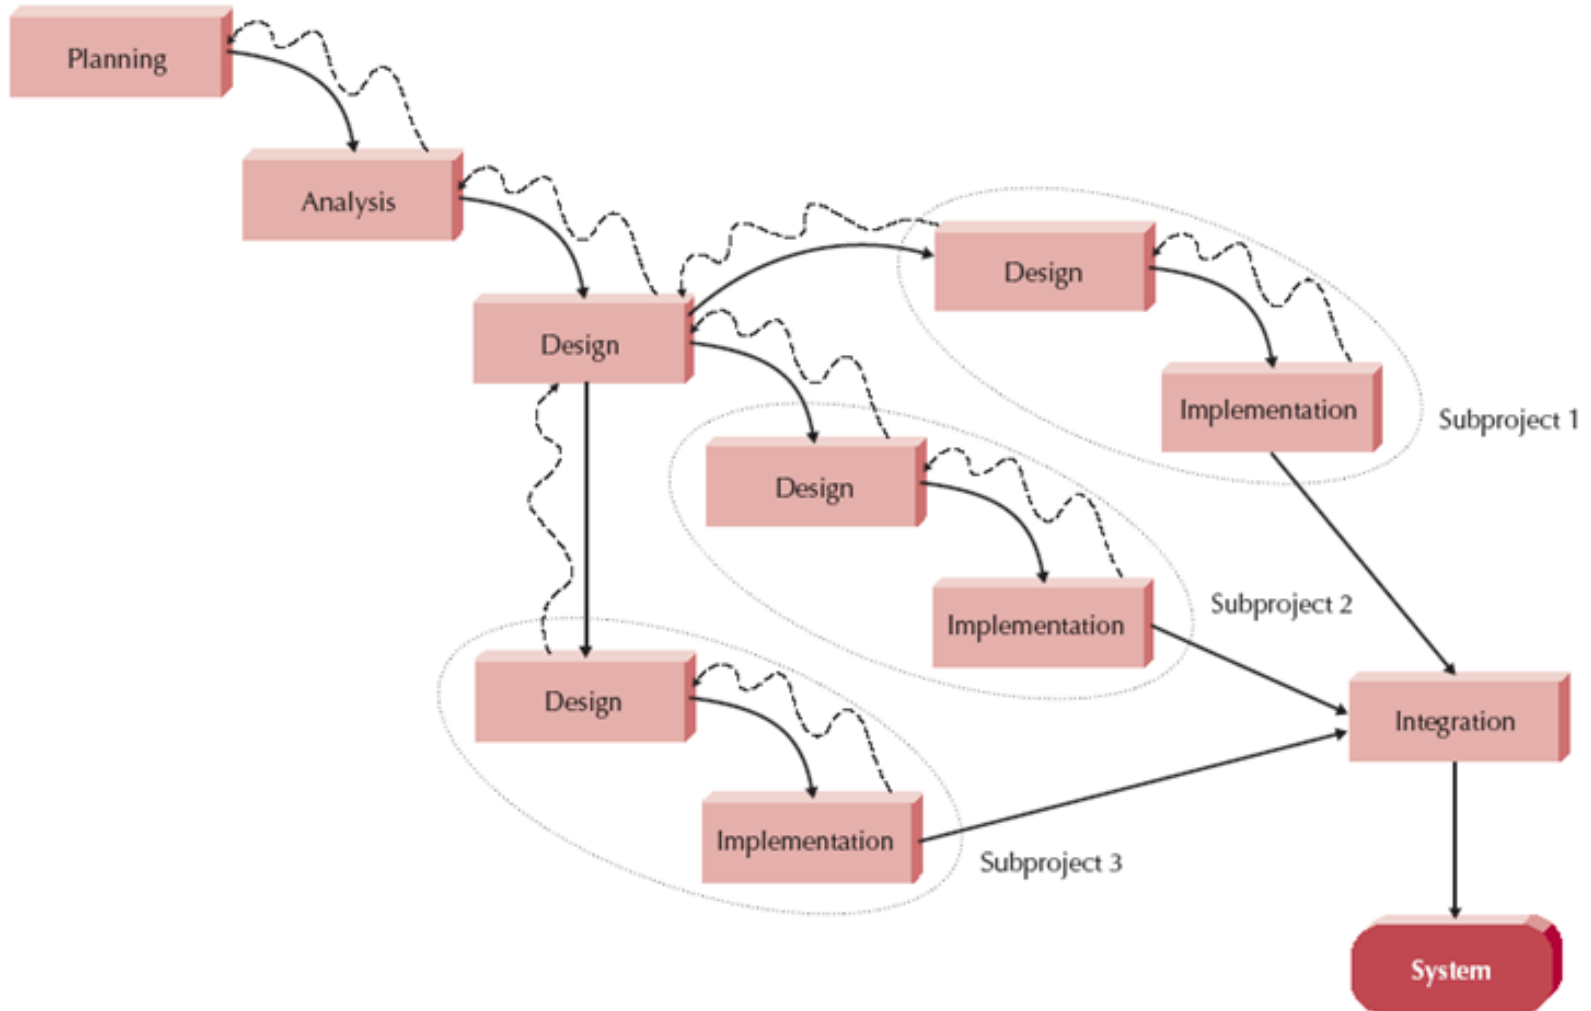 Planning
Analysis
Design
Design
Implementation
Subproject 1
Design
Implementation
Subproject 2
Design
Implementation
Subproject 3
Integration
System